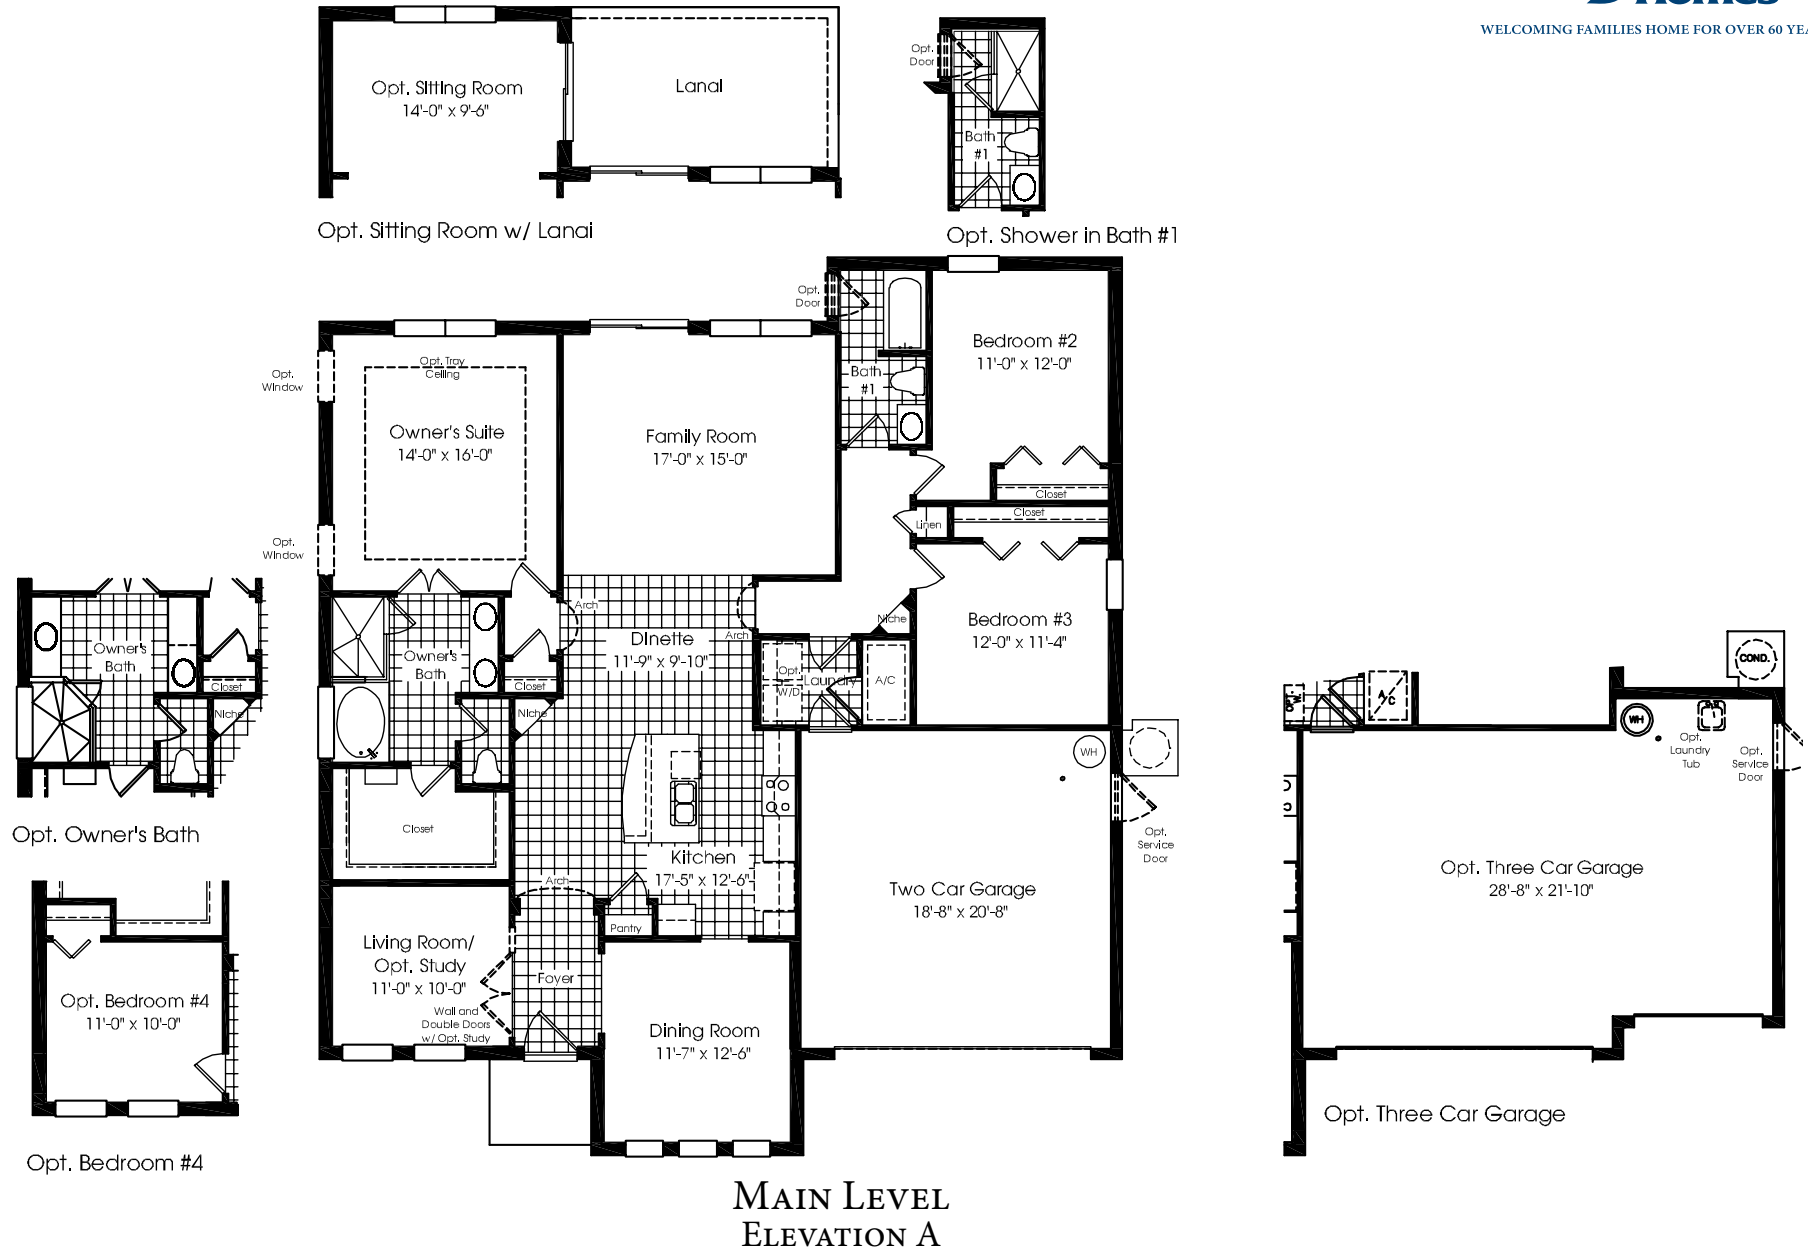 Homes
WELCOMING FAMILIES HOME FOR OVER 60 YEA
Opt. Sitting Room
14'-0" x 9'-6"
Lanai
Opt. Sitting Room w/ Lanai
Opt.
Door
Bath
#1
Opt. Shower in Bath #1
Opt.
Door
Bath
#1
Bedroom #2
11'-0" x 12'-0"
Closet
Closet
Linen
Opt.
Window
Opt. Tray
Ceiling
Owner's Suite
14'-0" x 16'-0"
Opt.
Window
Family Room
17'-0" x 15'-0"
Arch
Dinette
11'-9" x 9'-10"
Arch
Niche
Bedroom #3
12'-0" x 11'-4"
Opt.
W/D
Laundry
A/C
Owner's
Bath
Closet
Niche
Closet
WH
Opt.
Service
Door
Kitchen
17'-5" x 12'-6"
Arch
Pantry
Two Car Garage
18'-8" x 20'-8"
Living Room/
Opt. Study
11'-0" x 10'-0"
Wall and
Double Doors
w/ Opt. Study
Foyer
Dining Room
11'-7" x 12'-6"
Owner's
Bath
Closet
Niche
Opt. Owner's Bath
Opt. Bedroom #4
11'-0" x 10'-0"
Opt. Bedroom #4
COND.
OPT.
W.
A/C
WH
Opt.
Laundry
Tub
Opt.
Service
Door
Opt. Three Car Garage
28'-8" x 21'-10"
Opt. Three Car Garage
MAIN LEVEL
ELEVATION A